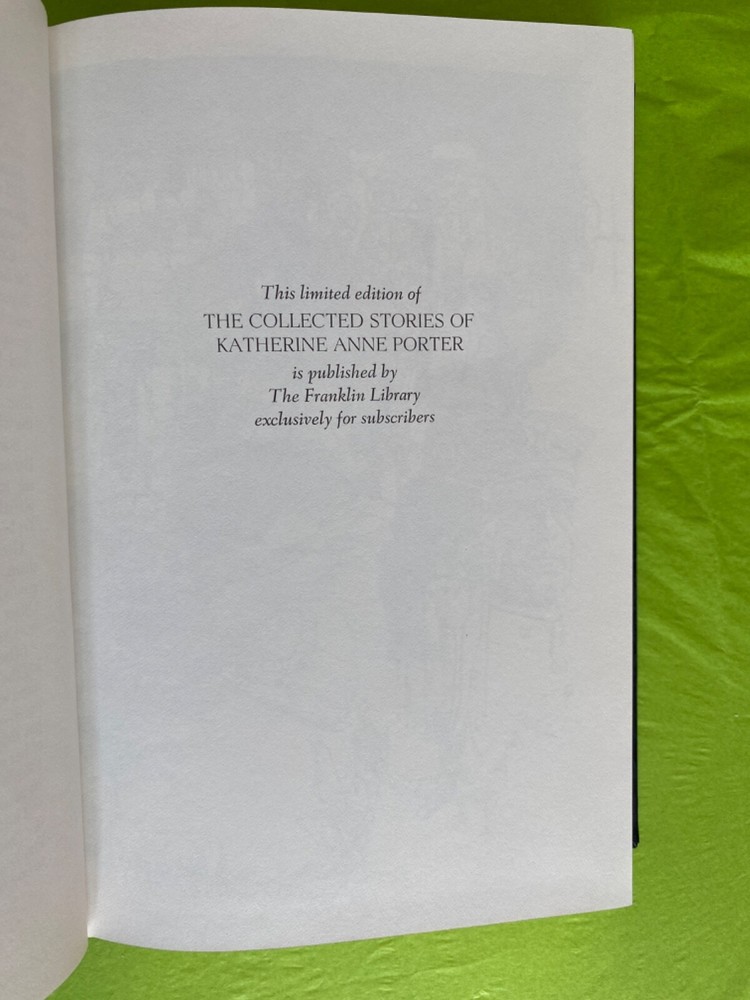 This limited edition of
THE COLLECTED STORIES OF
KATHERINE ANNE PORTER
is published by
The Franklin Library
exclusively for subscribers